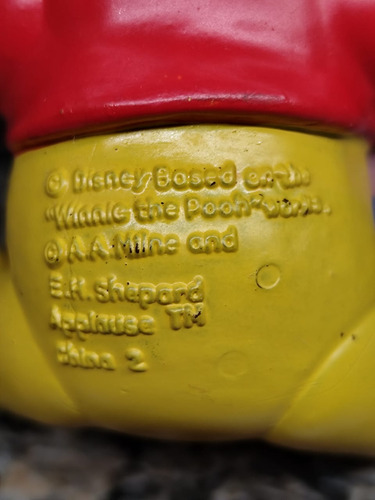 © Disney Based on the
"Winnie the Pooh" works.
© A.A. Milne and
E.H. shepard
Applause TM
China 2